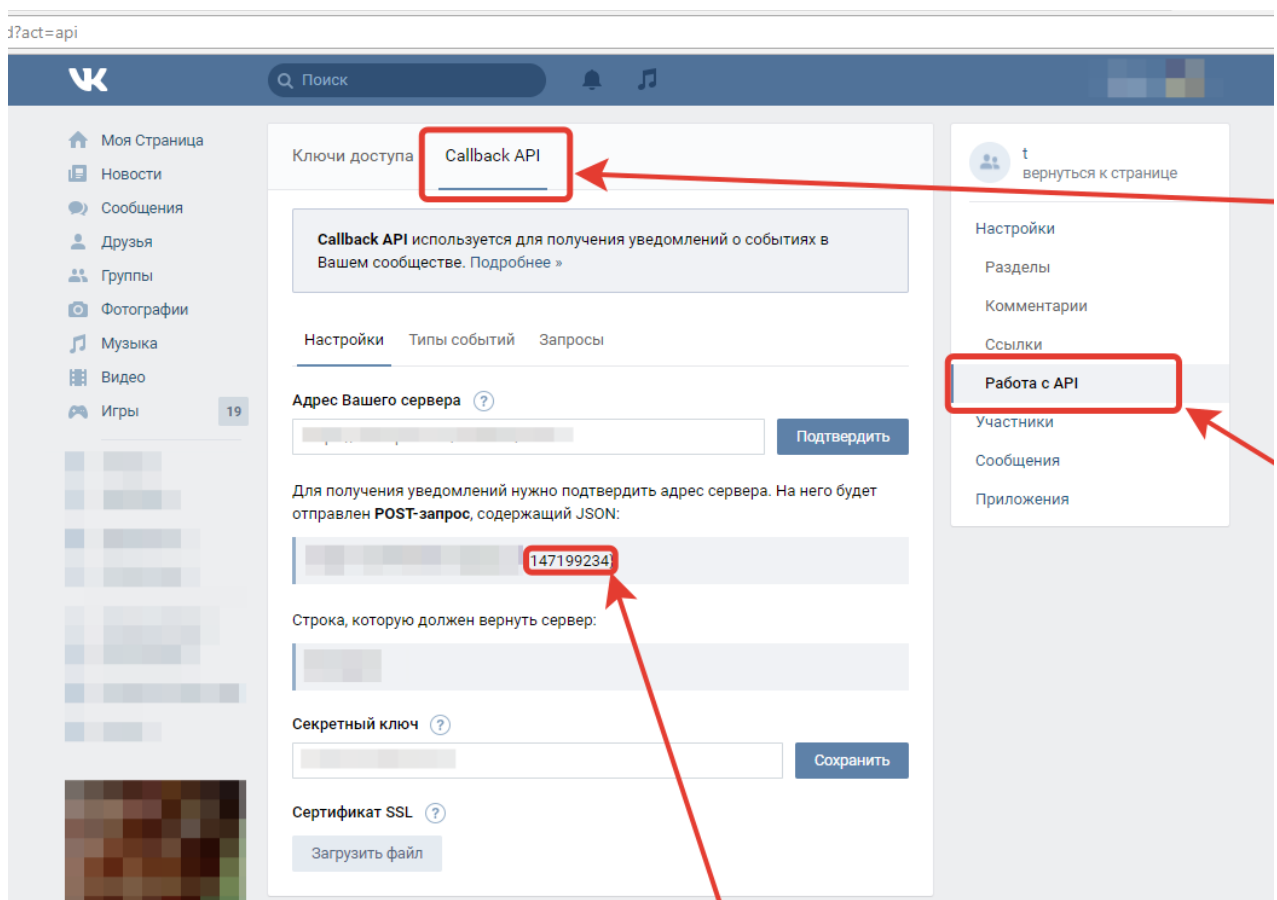 d?act=api
Поиск
Моя Страница
Новости
Сообщения
Друзья
Группы
Фотографии
Музыка
Видео
Игры 19
Ключи доступа Callback API
Callback API используется для получения уведомлений о событиях в
Вашем сообществе. Подробнее »
Настройки Типы событий Запросы
Адрес Вашего сервера ?
Подтвердить
Для получения уведомлений нужно подтвердить адрес сервера. На него будет
отправлен POST-запрос, содержащий JSON:
147199234}
Строка, которую должен вернуть сервер:
Секретный ключ ?
Сохранить
Сертификат SSL ?
Загрузить файл
t
вернуться к странице
Настройки
Разделы
Комментарии
Ссылки
Работа с API
Участники
Сообщения
Приложения